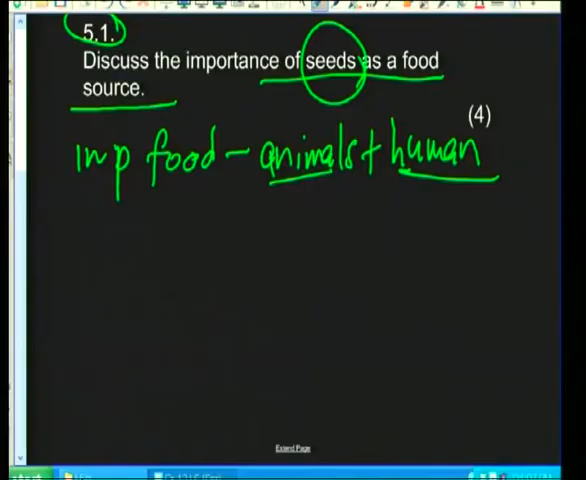 5.1.
Discuss the importance of seeds as a food
source.
(4)
imp food - animals + human
Extend Page